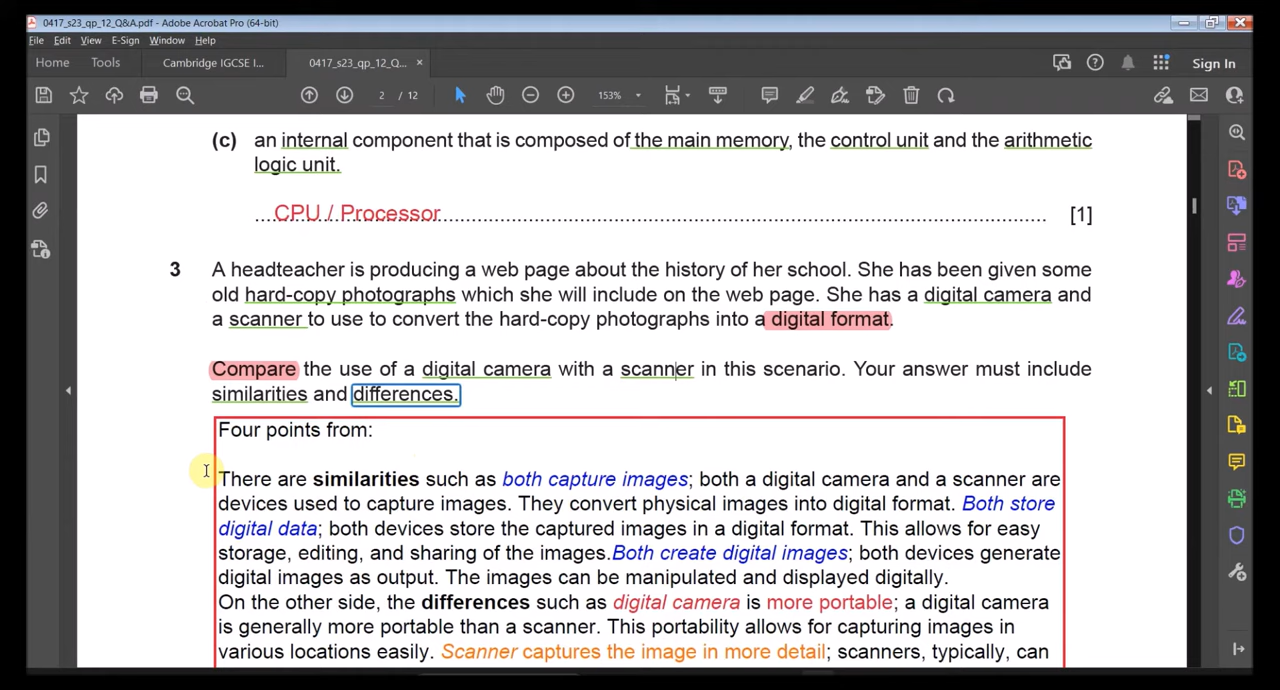 0417_s23_qp_12_Q&A.pdf - Adobe Acrobat Pro (64-bit)
File Edit View E-Sign Window Help
Home Tools Cambridge IGCSE I... 0417_s23_qp_12_Q... × Sign In
2 / 12 153%
(c) an internal component that is composed of the main memory, the control unit and the arithmetic
logic unit.
CPU / Processor [1]
3 A headteacher is producing a web page about the history of her school. She has been given some
old hard-copy photographs which she will include on the web page. She has a digital camera and
a scanner to use to convert the hard-copy photographs into a digital format.
Compare the use of a digital camera with a scanner in this scenario. Your answer must include
similarities and differences.
Four points from:
There are similarities such as both capture images; both a digital camera and a scanner are
devices used to capture images. They convert physical images into digital format. Both store
digital data; both devices store the captured images in a digital format. This allows for easy
storage, editing, and sharing of the images.Both create digital images; both devices generate
digital images as output. The images can be manipulated and displayed digitally.
On the other side, the differences such as digital camera is more portable; a digital camera
is generally more portable than a scanner. This portability allows for capturing images in
various locations easily. Scanner captures the image in more detail; scanners, typically, can